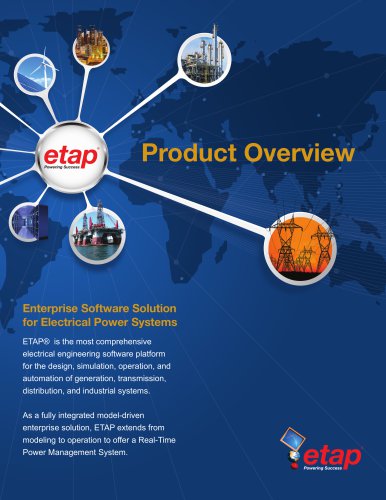 etap®
Powering Success
Product Overview
Enterprise Software Solution
for Electrical Power Systems
ETAP® is the most comprehensive
electrical engineering software platform
for the design, simulation, operation, and
automation of generation, transmission,
distribution, and industrial systems.
As a fully integrated model-driven
enterprise solution, ETAP extends from
modeling to operation to offer a Real-Time
Power Management System.
etap®
Powering Success